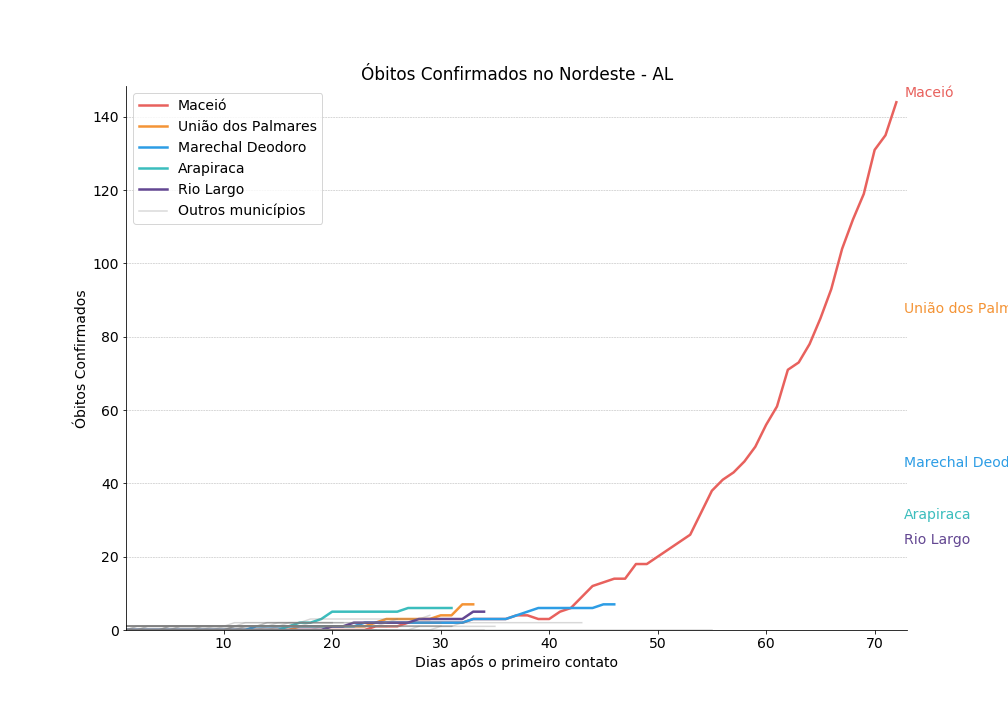 Óbitos Confirmados no Nordeste - AL
Maceió
União dos Palmares
Marechal Deodoro
Arapiraca
Rio Largo
Outros municípios
Óbitos Confirmados
140
120
100
80
60
40
20
0
10
20
30
40
50
60
70
Dias após o primeiro contato
Maceió
União dos Palm
Marechal Deod
Arapiraca
Rio Largo